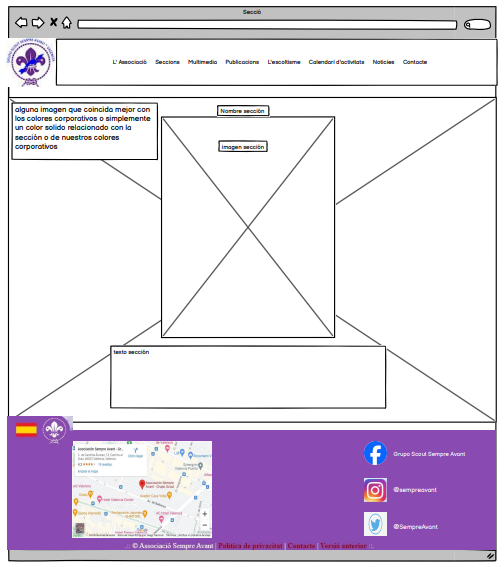 Secció
L' Associació Seccions Multimedia Publicacions L'escoltisme Calendari d'activitats Noticies Contacte
alguna imagen que coincida mejor con
los colores corporativos o simplemente
un color solido relacionado con la
sección o de nuestros colores
corporativos
Nombre sección
imagen sección
texto sección
Associació Sempre Avant - Gr...
Grupo Scout Sempre Avant
@sempreavant
@SempreAvant
© Associació Sempre Avant | Política de privacitat | Contacte | Versió anterior